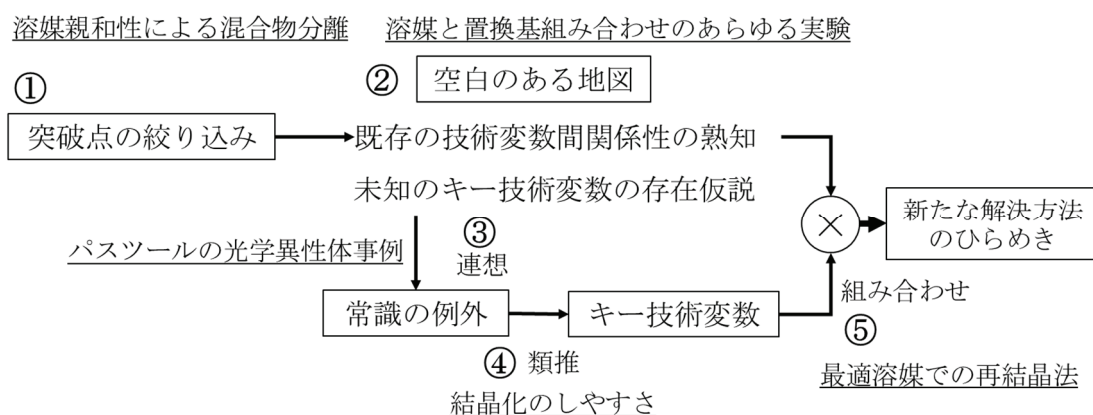 溶媒親和性による混合物分離
溶媒と置換基組み合わせのあらゆる実験
①
②
空白のある地図
突破点の絞り込み
既存の技術変数間関係性の熟知
未知のキー技術変数の存在仮説
×
新たな解決方法
のひらめき
パスツールの光学異性体事例
③
連想
常識の例外
キー技術変数
組み合わせ
⑤
④ 類推
結晶化のしやすさ
最適溶媒での再結晶法